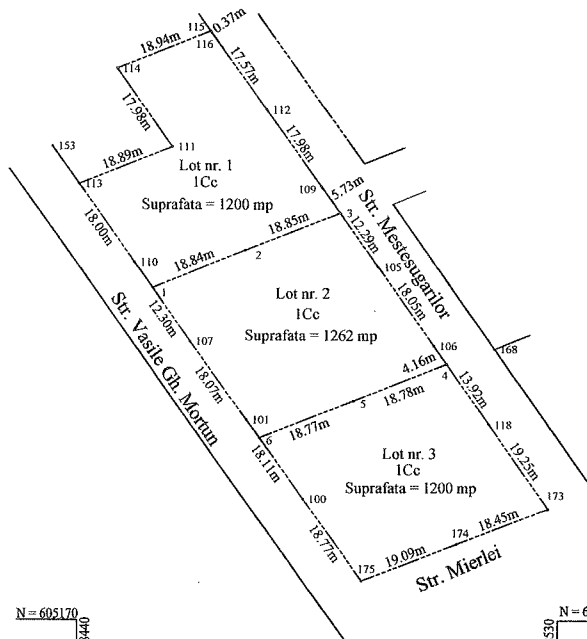 115
0.37m
18.94m
116
114
17.57m
17.98m
112
153
111
18.89m
17.98m
113
Lot nr. 1
1Cc
Suprafata = 1200 mp
109
5.73m
18.00m
Str. Mestesugarilor
18.85m
3
12.29m
110
18.84m
2
105
1
12.30m
Lot nr. 2
1Cc
Suprafata = 1262 mp
18.05m
Str. Vasile Gh. Mortun
107
106
168
18.07m
4.16m
4
13.92m
101
5
18.78m
18.77m
6
118
18.11m
Lot nr. 3
1Cc
Suprafata = 1200 mp
19.25m
100
173
18.77m
18.45m
174
19.09m
175
Str. Mierlei
N = 605170
N = 6
3440
530